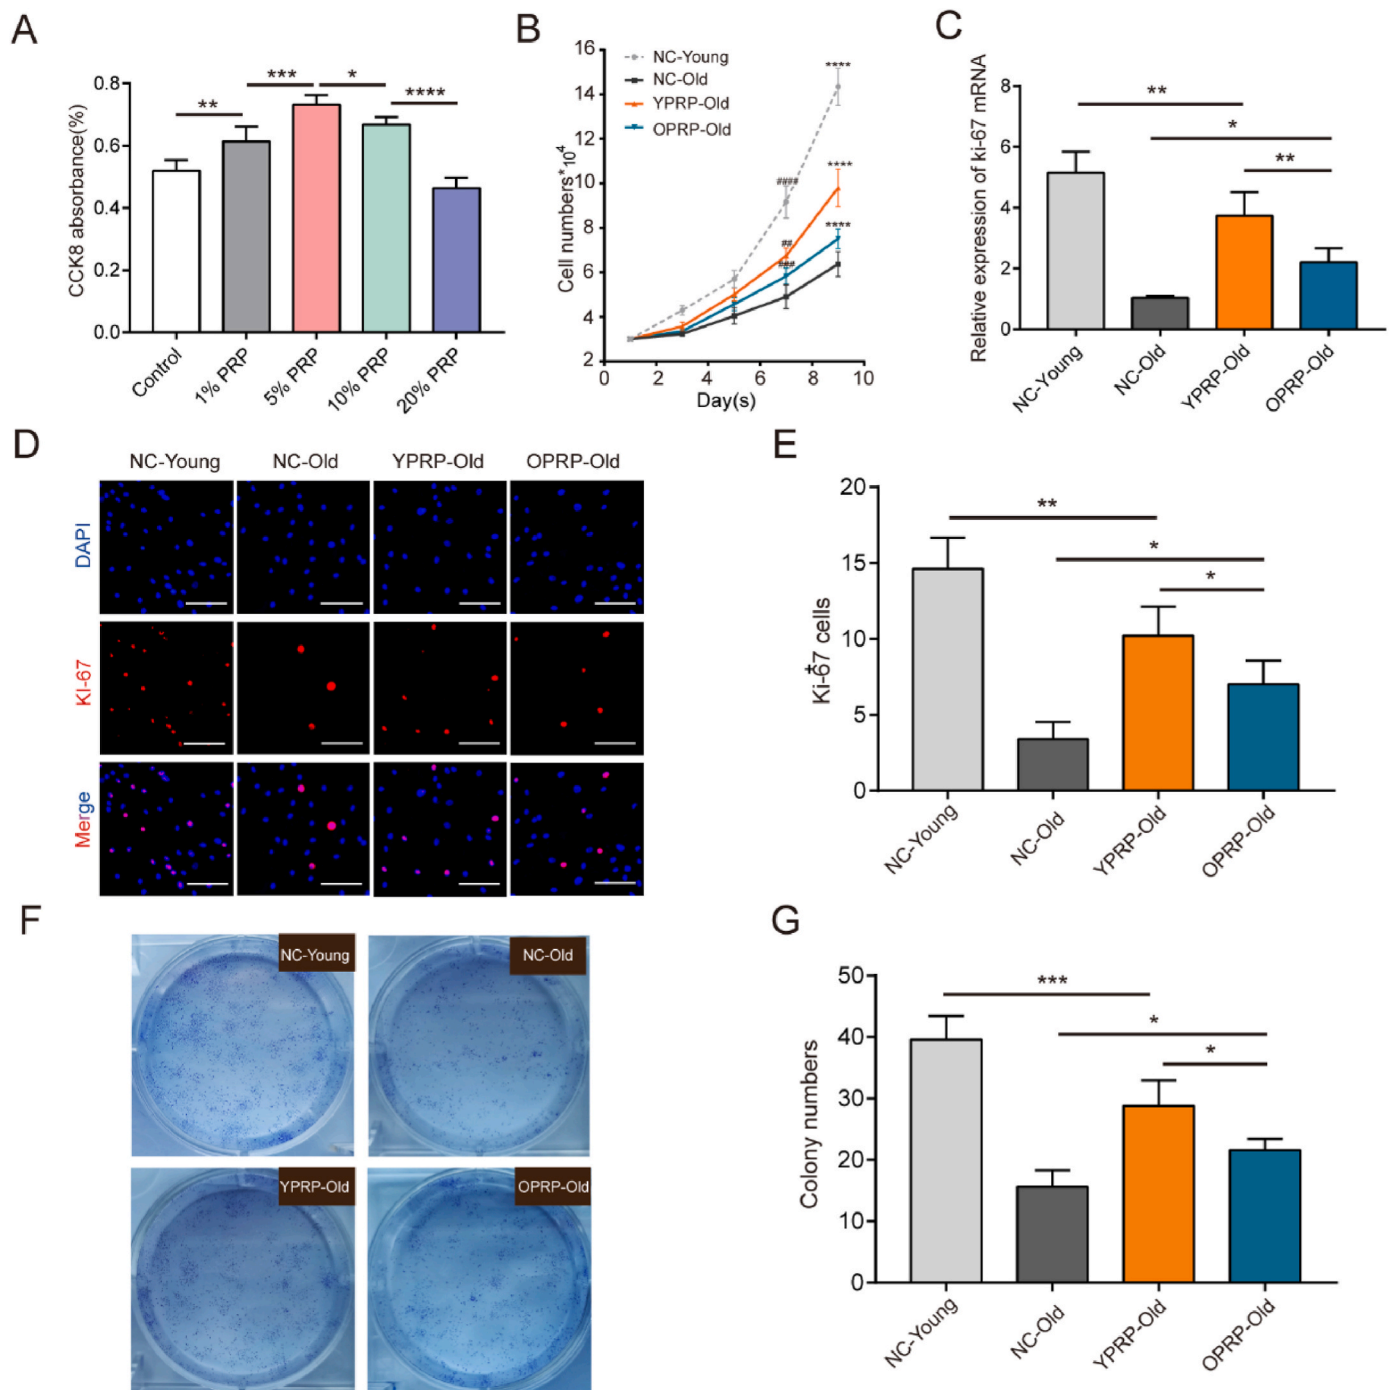 A
CCK8 absorbance(%)
0.8
0.6
0.4
0.2
0.0
**
***
*
****
Control
1% PRP
5% PRP
10% PRP
20% PRP
B
Cell numbers*10^4
16
14
12
10
8
6
4
2
0
2
4
6
8
10
Day(s)
NC-Young
NC-Old
YPRP-Old
OPRP-Old
****
####
****
##
****
###
C
Relative expression of ki-67 mRNA
8
6
4
2
0
**
*
**
NC-Young
NC-Old
YPRP-Old
OPRP-Old
D
NC-Young
NC-Old
YPRP-Old
OPRP-Old
DAPI
KI-67
Merge
E
Ki-67+ cells
20
15
10
5
0
**
*
*
NC-Young
NC-Old
YPRP-Old
OPRP-Old
F
NC-Young
NC-Old
YPRP-Old
OPRP-Old
G
Colony numbers
50
40
30
20
10
0
***
*
*
NC-Young
NC-Old
YPRP-Old
OPRP-Old